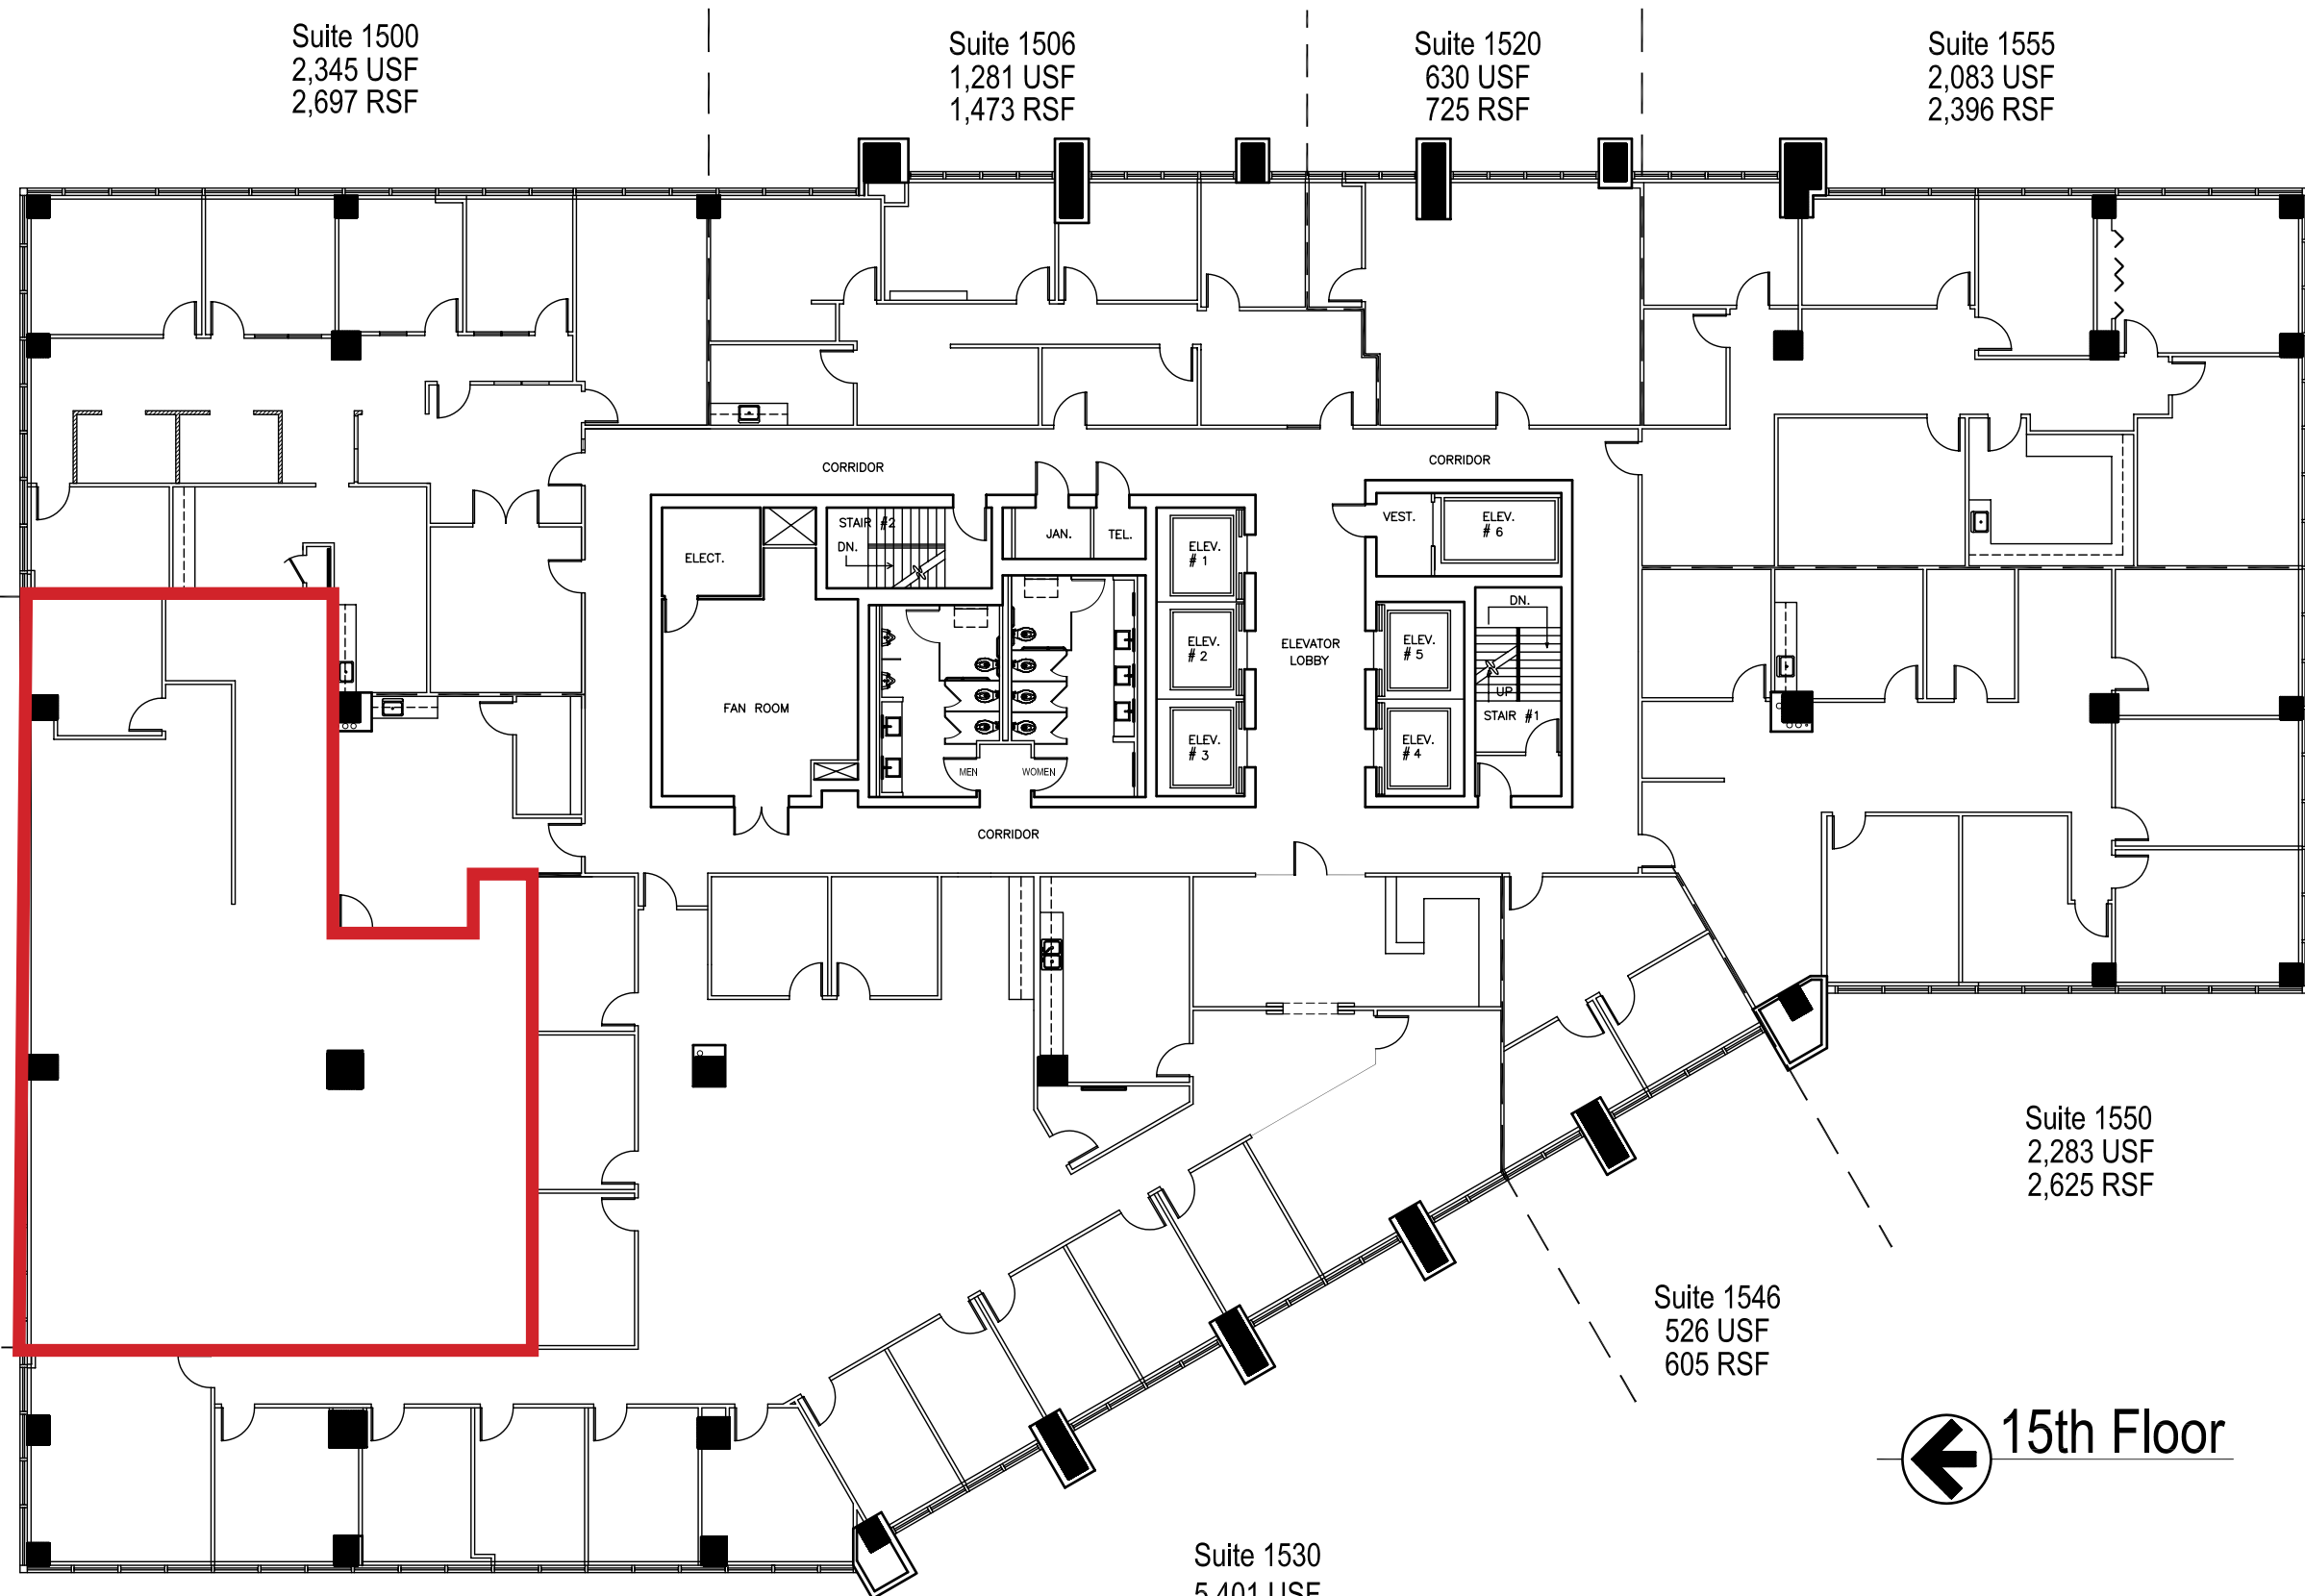 Suite 1500
2,345 USF
2,697 RSF
Suite 1506
1,281 USF
1,473 RSF
Suite 1520
630 USF
725 RSF
Suite 1555
2,083 USF
2,396 RSF
CORRIDOR
CORRIDOR
STAIR #2
DN.
ELECT.
JAN.
TEL.
ELEV.
# 1
VEST.
ELEV.
# 6
ELEV.
# 2
ELEVATOR
LOBBY
ELEV.
# 5
DN.
UP
STAIR #1
FAN ROOM
ELEV.
# 3
ELEV.
# 4
MEN
WOMEN
CORRIDOR
Suite 1550
2,283 USF
2,625 RSF
Suite 1546
526 USF
605 RSF
15th Floor
Suite 1530
5,401 USF